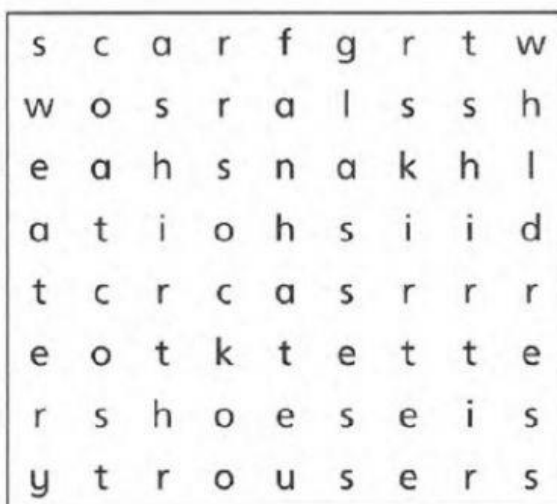 s c a r f g r t w
w o s r a l s s h
e a h s n a k h l
a t i o h s i i d
t c r c a s r r r
e o t k t e t t e
r s h o e s e i s
y t r o u s e r s